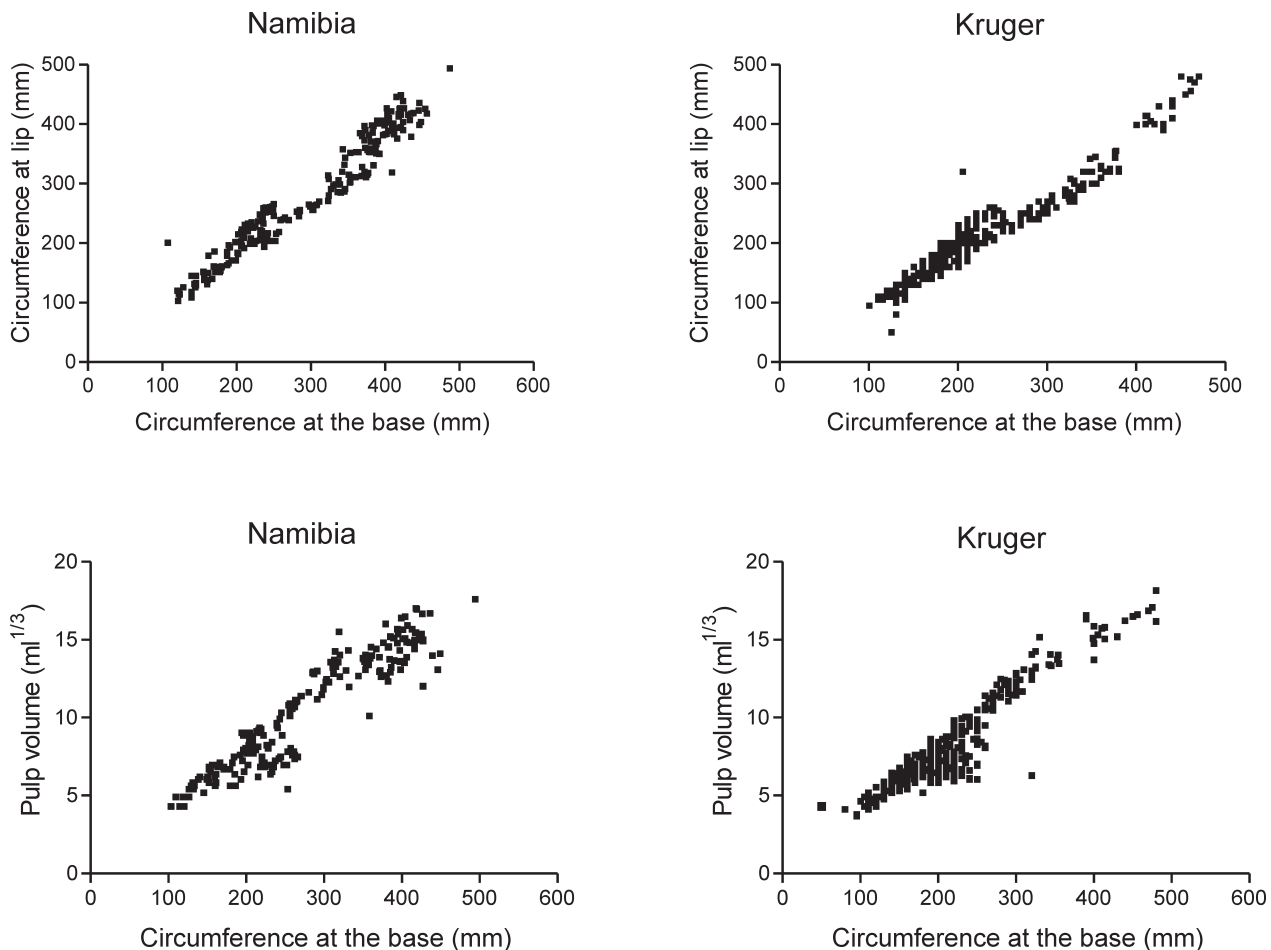 Namibia
Circumference at lip (mm)
500
400
300
200
100
0
0 100 200 300 400 500 600
Circumference at the base (mm)
Kruger
Circumference at lip (mm)
500
400
300
200
100
0
0 100 200 300 400 500
Circumference at the base (mm)
Namibia
Pulp volume (ml1/3)
20
15
10
5
0
0 100 200 300 400 500 600
Circumference at the base (mm)
Kruger
Pulp volume (ml1/3)
20
15
10
5
0
0 100 200 300 400 500 600
Circumference at the base (mm)